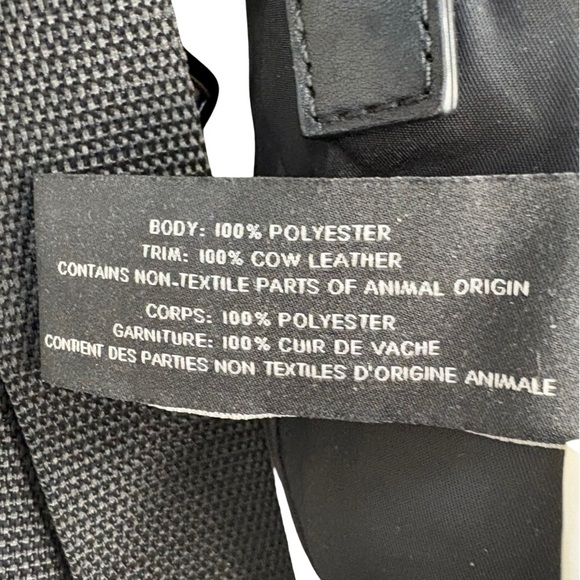 BODY: 100% POLYESTER
TRIM: 100% COW LEATHER
CONTAINS NON-TEXTILE PARTS OF ANIMAL ORIGIN
CORPS: 100% POLYESTER
GARNITURE: 100% CUIR DE VACHE
CONTIENT DES PARTIES NON TEXTILES D'ORIGINE ANIMALE